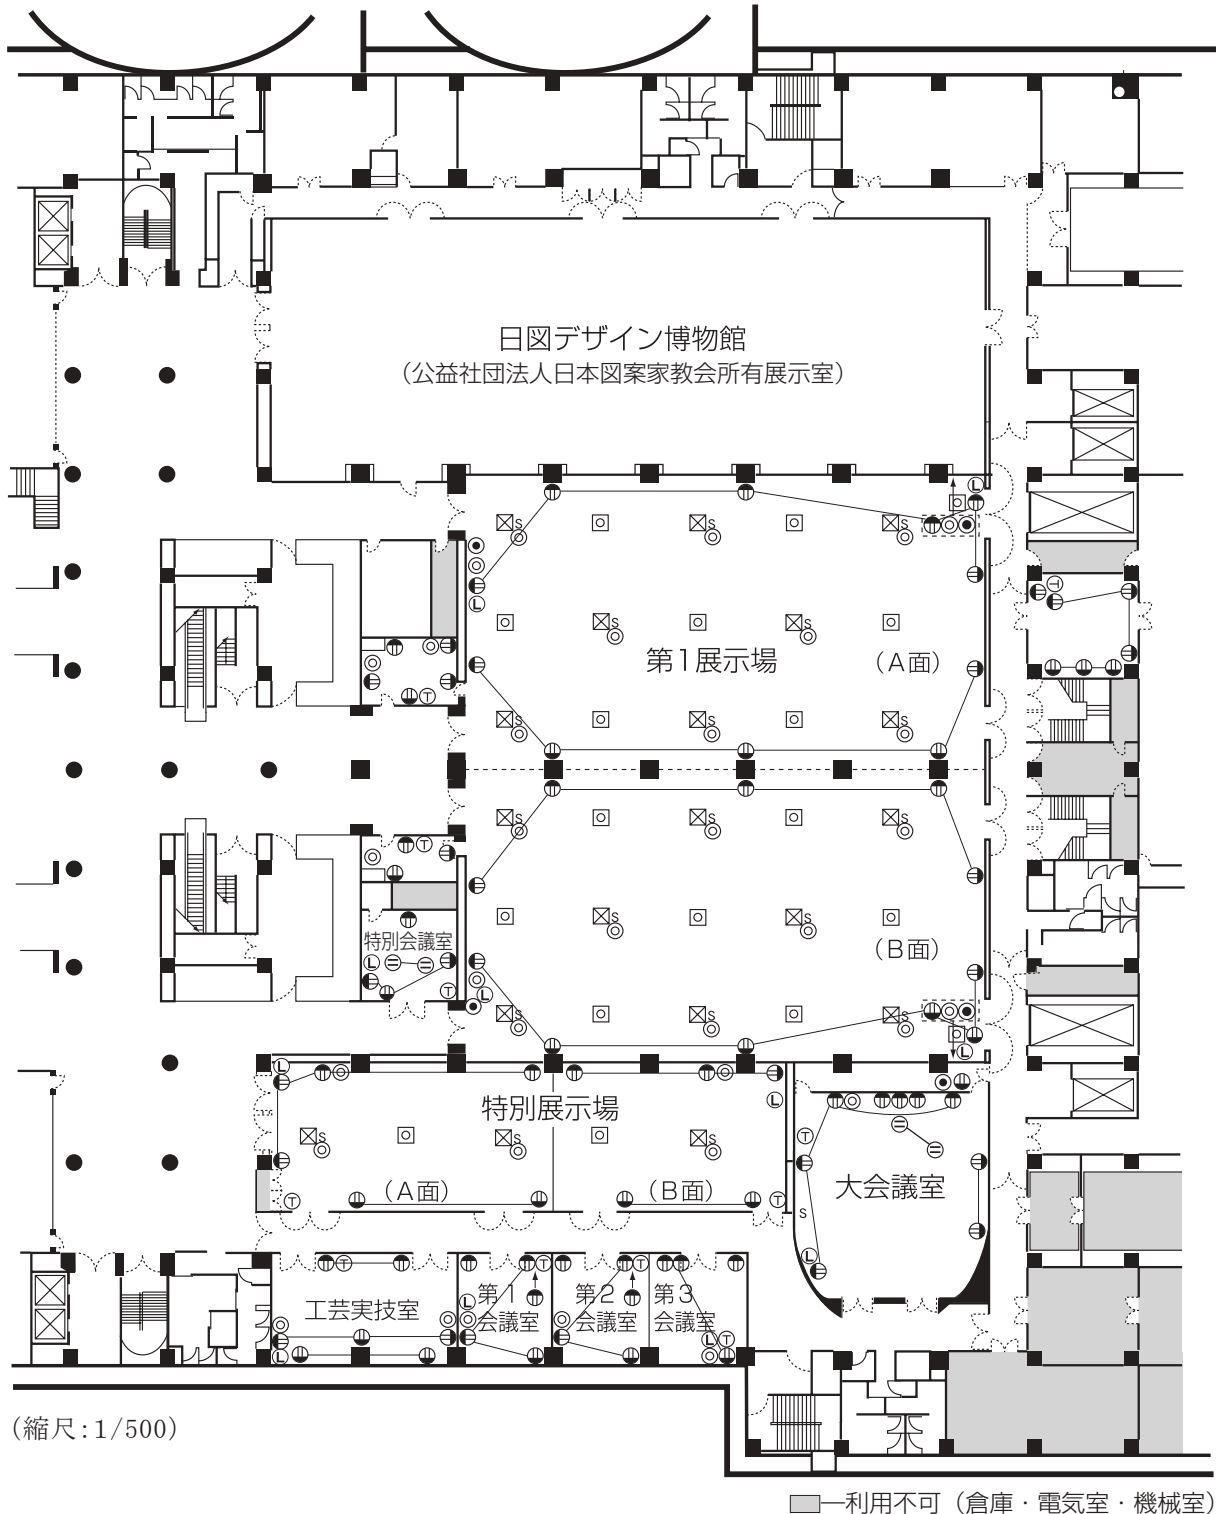 日図デザイン博物館
（公益社団法人日本図案家教会所有展示室）
第1展示場
（A面）
（B面）
特別会議室
特別展示場
（A面）
（B面）
大会議室
工芸実技室
第1
会議室
第2
会議室
第3
会議室
（縮尺：1/500）
—利用不可（倉庫・電気室・機械室）